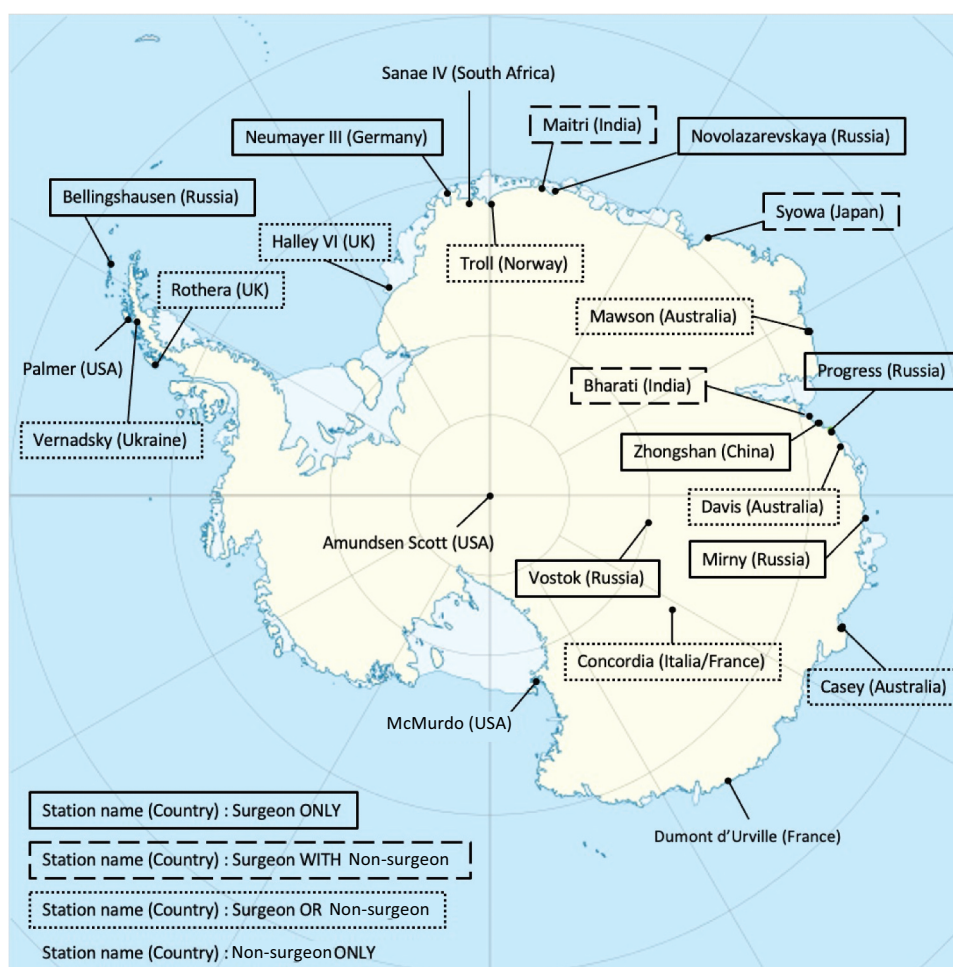 Sanae IV (South Africa)
Maitri (India)
Neumayer III (Germany)
Novolazarevskaya (Russia)
Bellingshausen (Russia)
Syowa (Japan)
Halley VI (UK)
Troll (Norway)
Rothera (UK)
Mawson (Australia)
Palmer (USA)
Progress (Russia)
Bharati (India)
Vernadsky (Ukraine)
Zhongshan (China)
Davis (Australia)
Amundsen Scott (USA)
Mirny (Russia)
Vostok (Russia)
Concordia (Italia/France)
Casey (Australia)
McMurdo (USA)
Dumont d’Urville (France)
Station name (Country) : Surgeon ONLY
Station name (Country) : Surgeon WITH Non-surgeon
Station name (Country) : Surgeon OR Non-surgeon
Station name (Country) : Non-surgeon ONLY